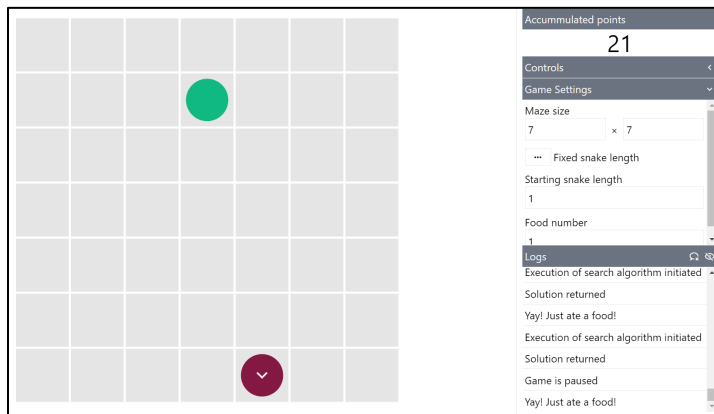 Accummulated points
21
Controls
Game Settings
Maze size
7 × 7
Fixed snake length
Starting snake length
1
Food number
1
Logs
Execution of search algorithm initiated
Solution returned
Yay! Just ate a food!
Execution of search algorithm initiated
Solution returned
Game is paused
Yay! Just ate a food!